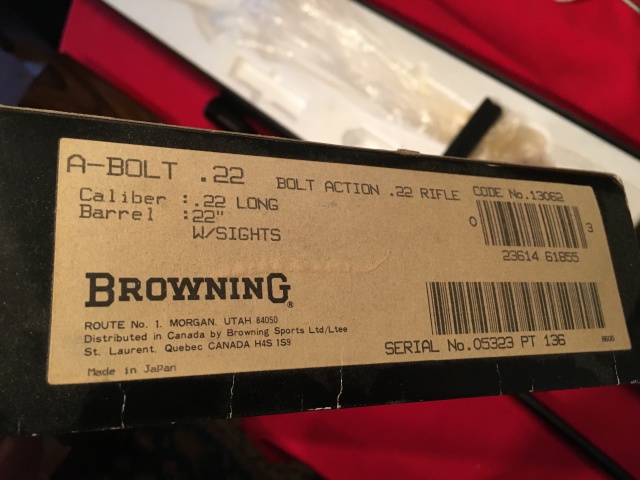 A-BOLT .22 BOLT ACTION .22 RIFLE CODE No.13062
Caliber :.22 LONG
Barrel :22"
W/SIGHTS
0 23614 61855 3
BROWNING®
ROUTE No. 1. MORGAN. UTAH 84050
Distributed in Canada by Browning Sports Ltd/Ltee
St. Laurent. Quebec CANADA H4S 1S9
SERIAL No.05323 PT 136
Made in Japan